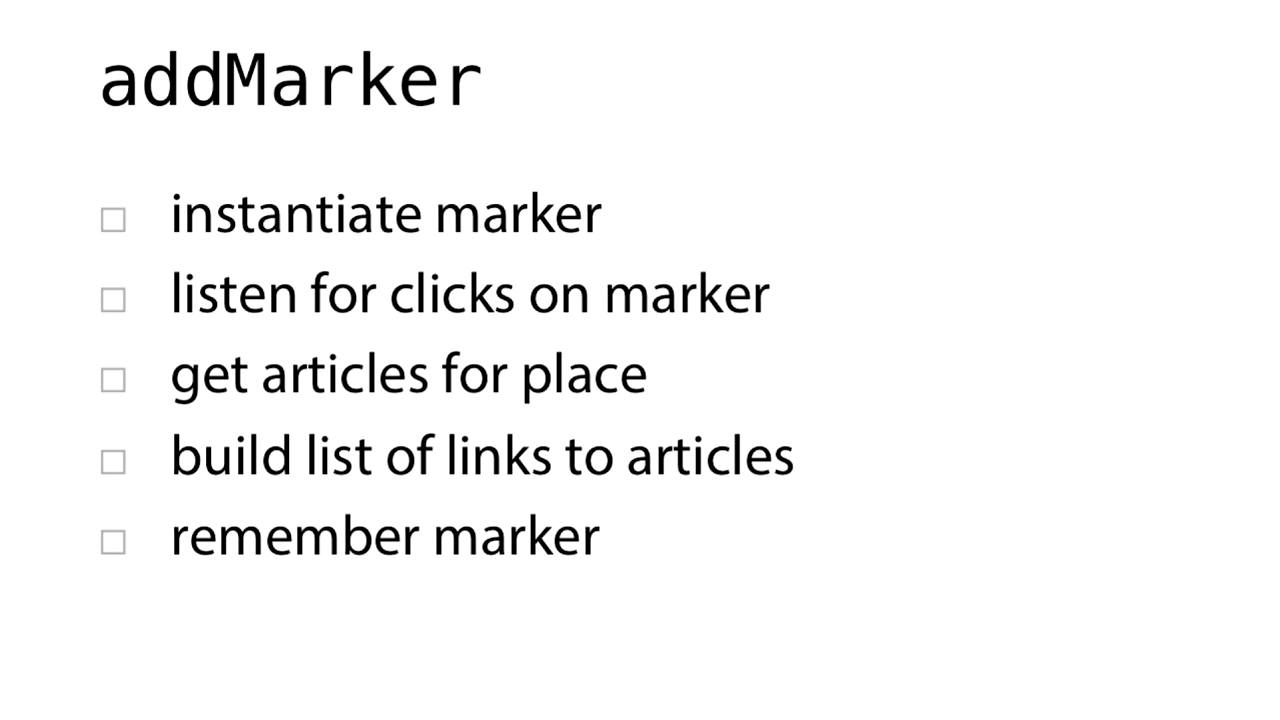 addMarker
instantiate marker
listen for clicks on marker
get articles for place
build list of links to articles
remember marker